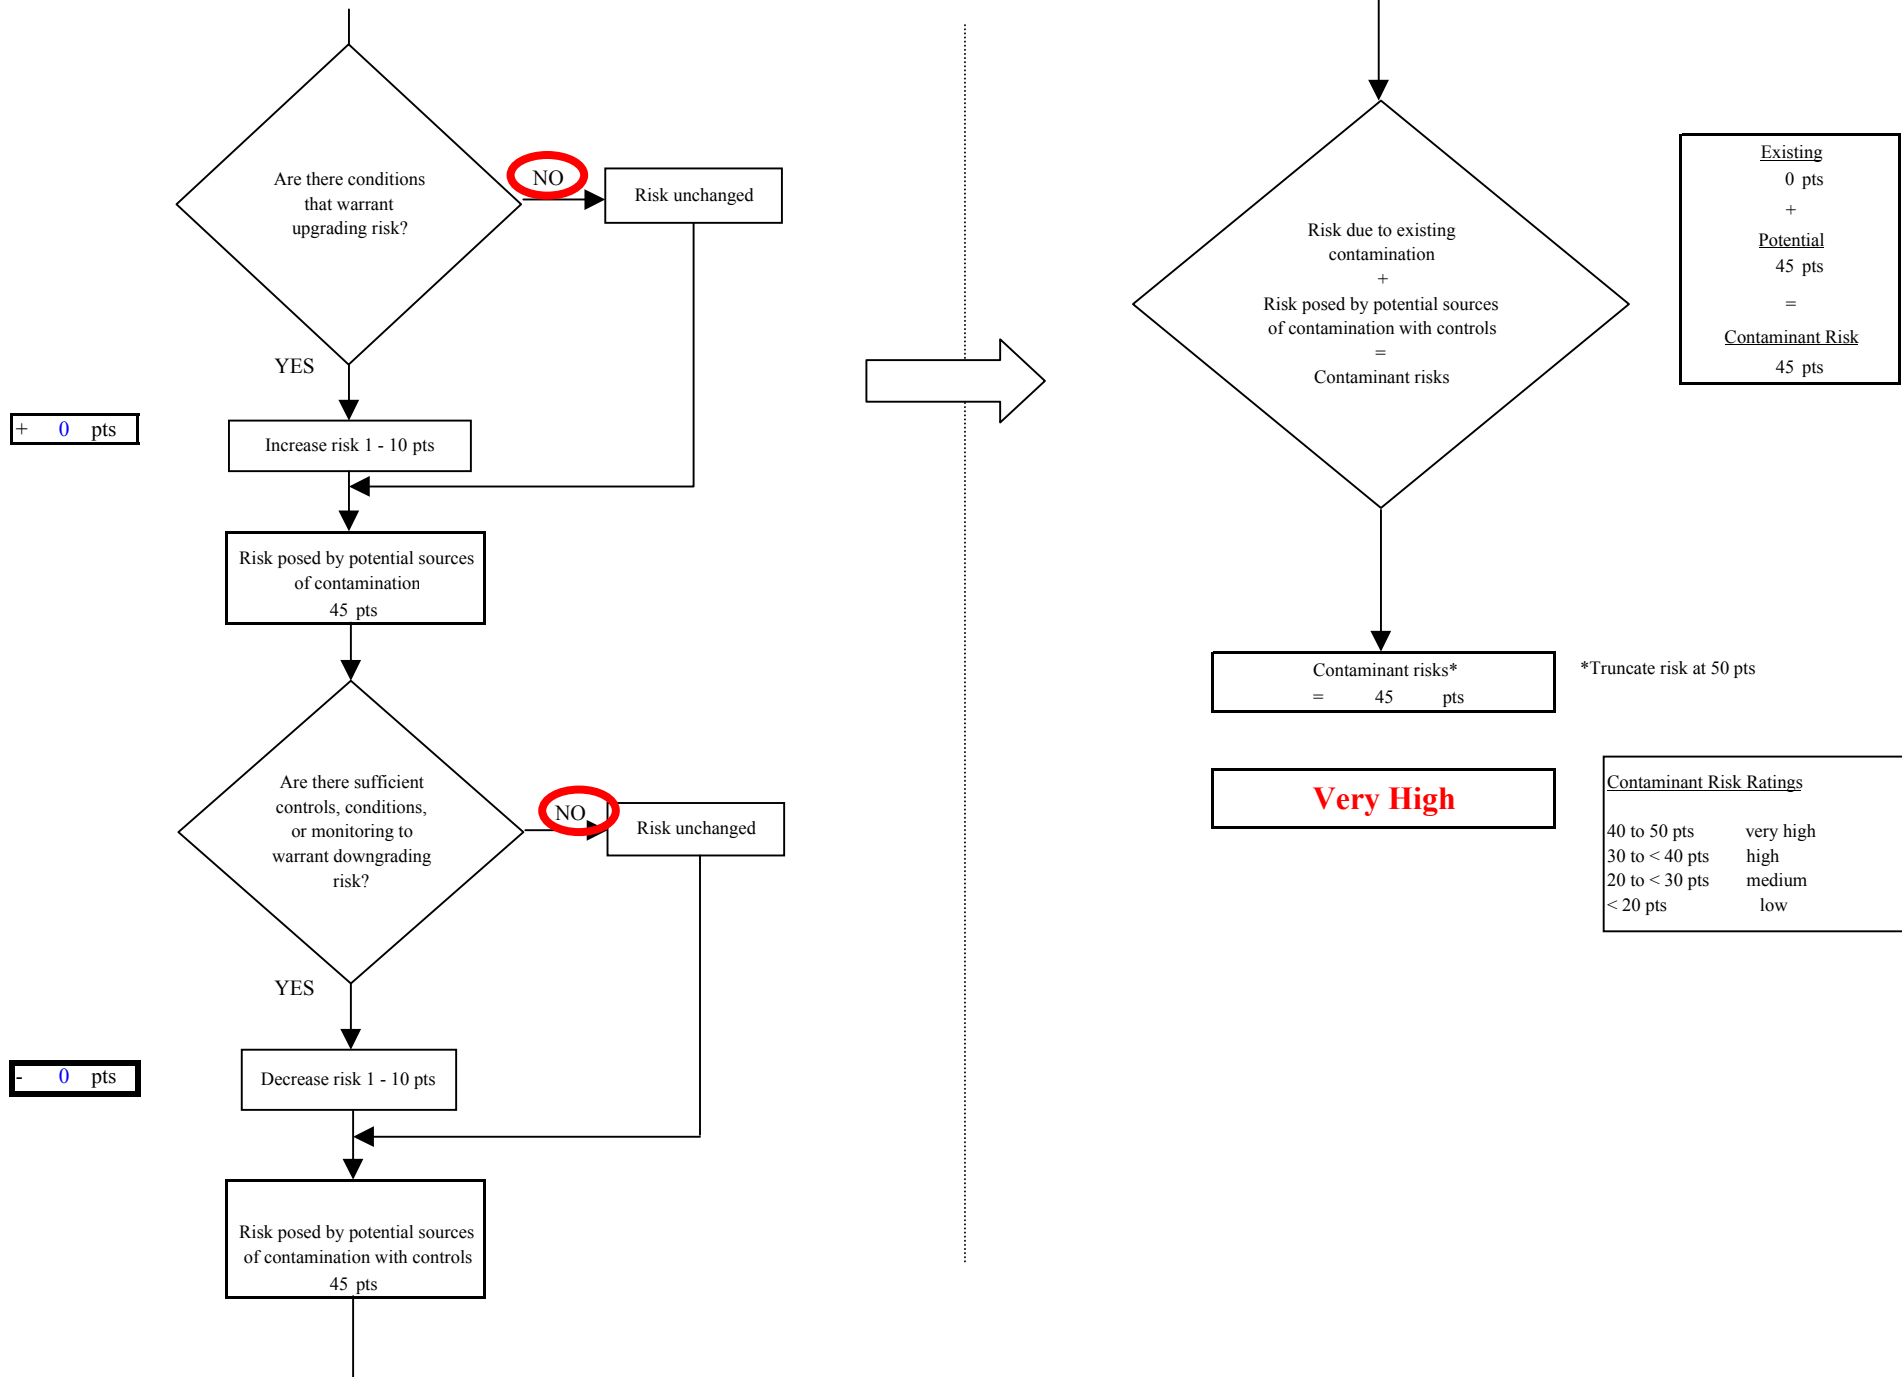 Are there conditions
that warrant
upgrading risk?
NO
Risk unchanged
YES
+ 0 pts
Increase risk 1 - 10 pts
Risk posed by potential sources
of contamination
45 pts
Are there sufficient
controls, conditions,
or monitoring to
warrant downgrading
risk?
NO
Risk unchanged
YES
- 0 pts
Decrease risk 1 - 10 pts
Risk posed by potential sources
of contamination with controls
45 pts
Risk due to existing
contamination
+
Risk posed by potential sources
of contamination with controls
=
Contaminant risks
Existing
0 pts
+
Potential
45 pts
=
Contaminant Risk
45 pts
Contaminant risks*
= 45 pts
*Truncate risk at 50 pts
Very High
Contaminant Risk Ratings
40 to 50 pts very high
30 to < 40 pts high
20 to < 30 pts medium
< 20 pts low